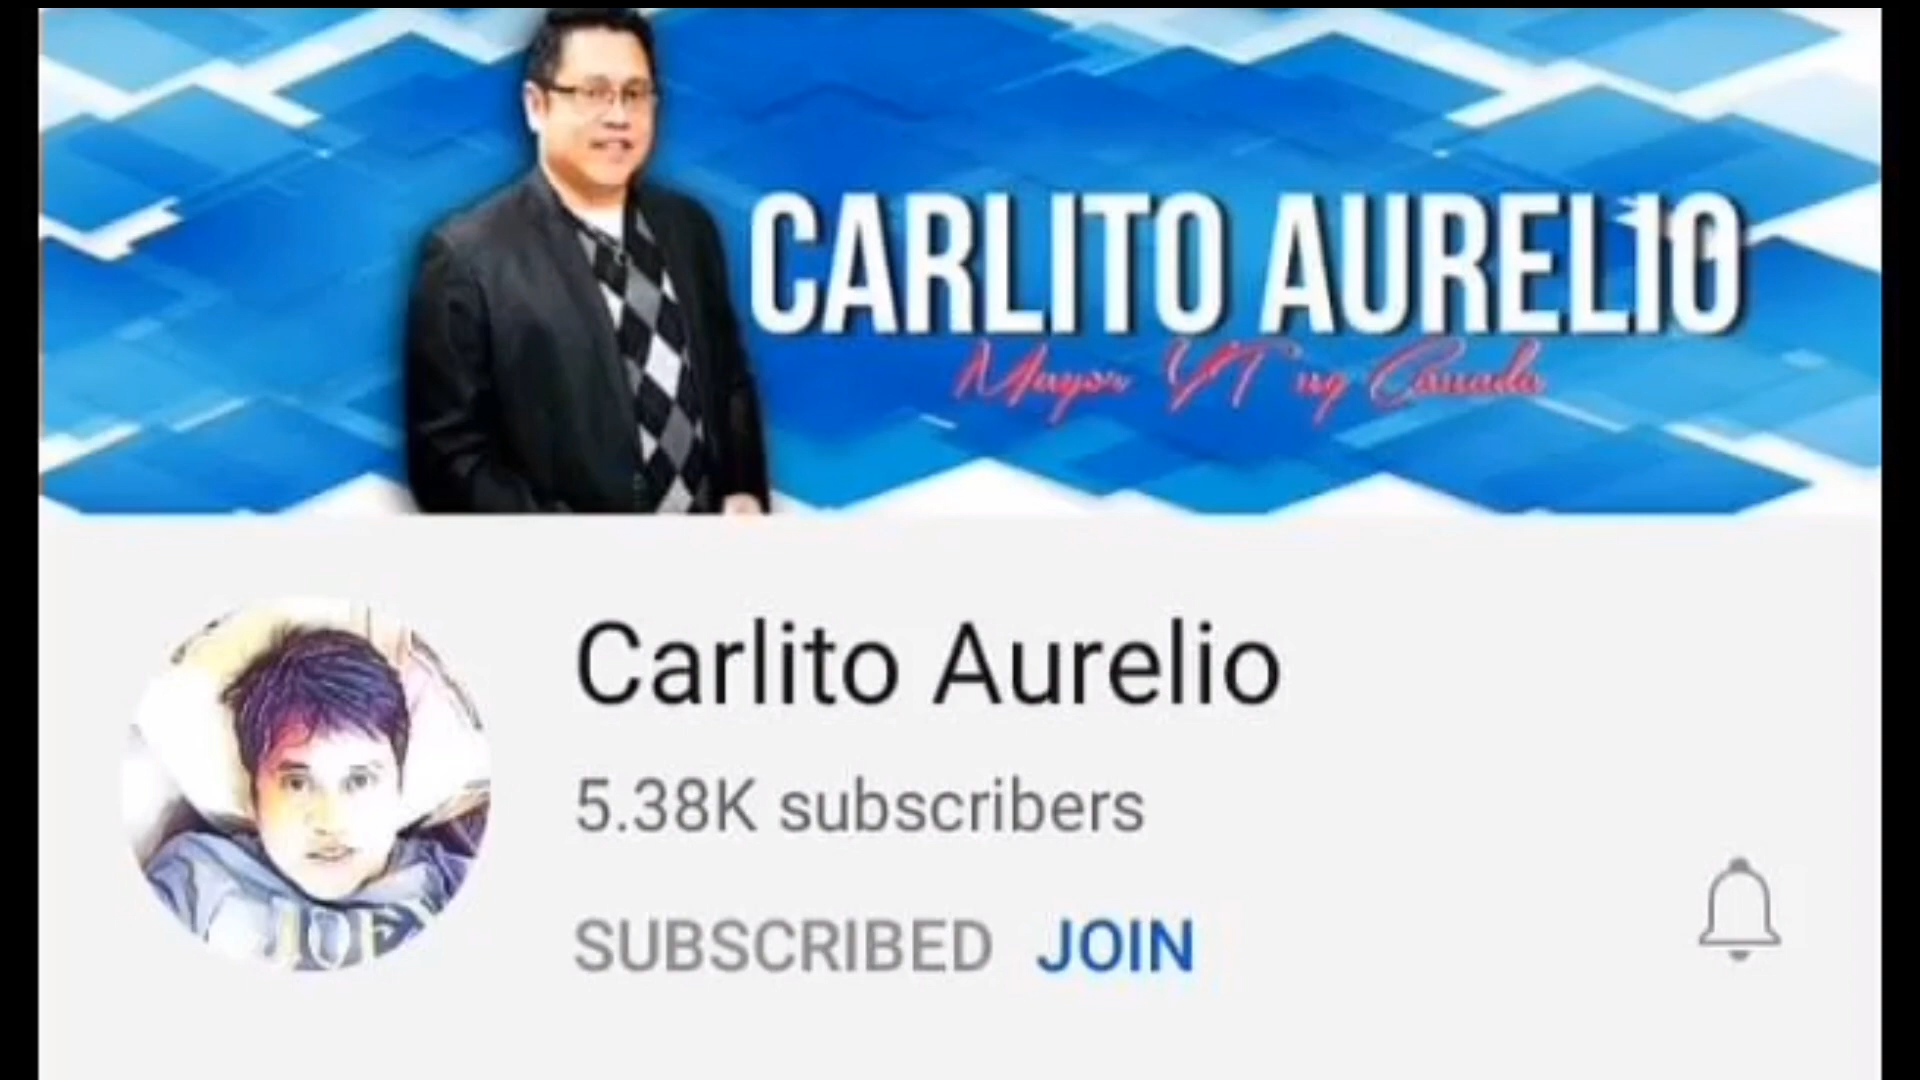 CARLITO AURELIO
Mayor YT ng Canada
Carlito Aurelio
5.38K subscribers
SUBSCRIBED JOIN